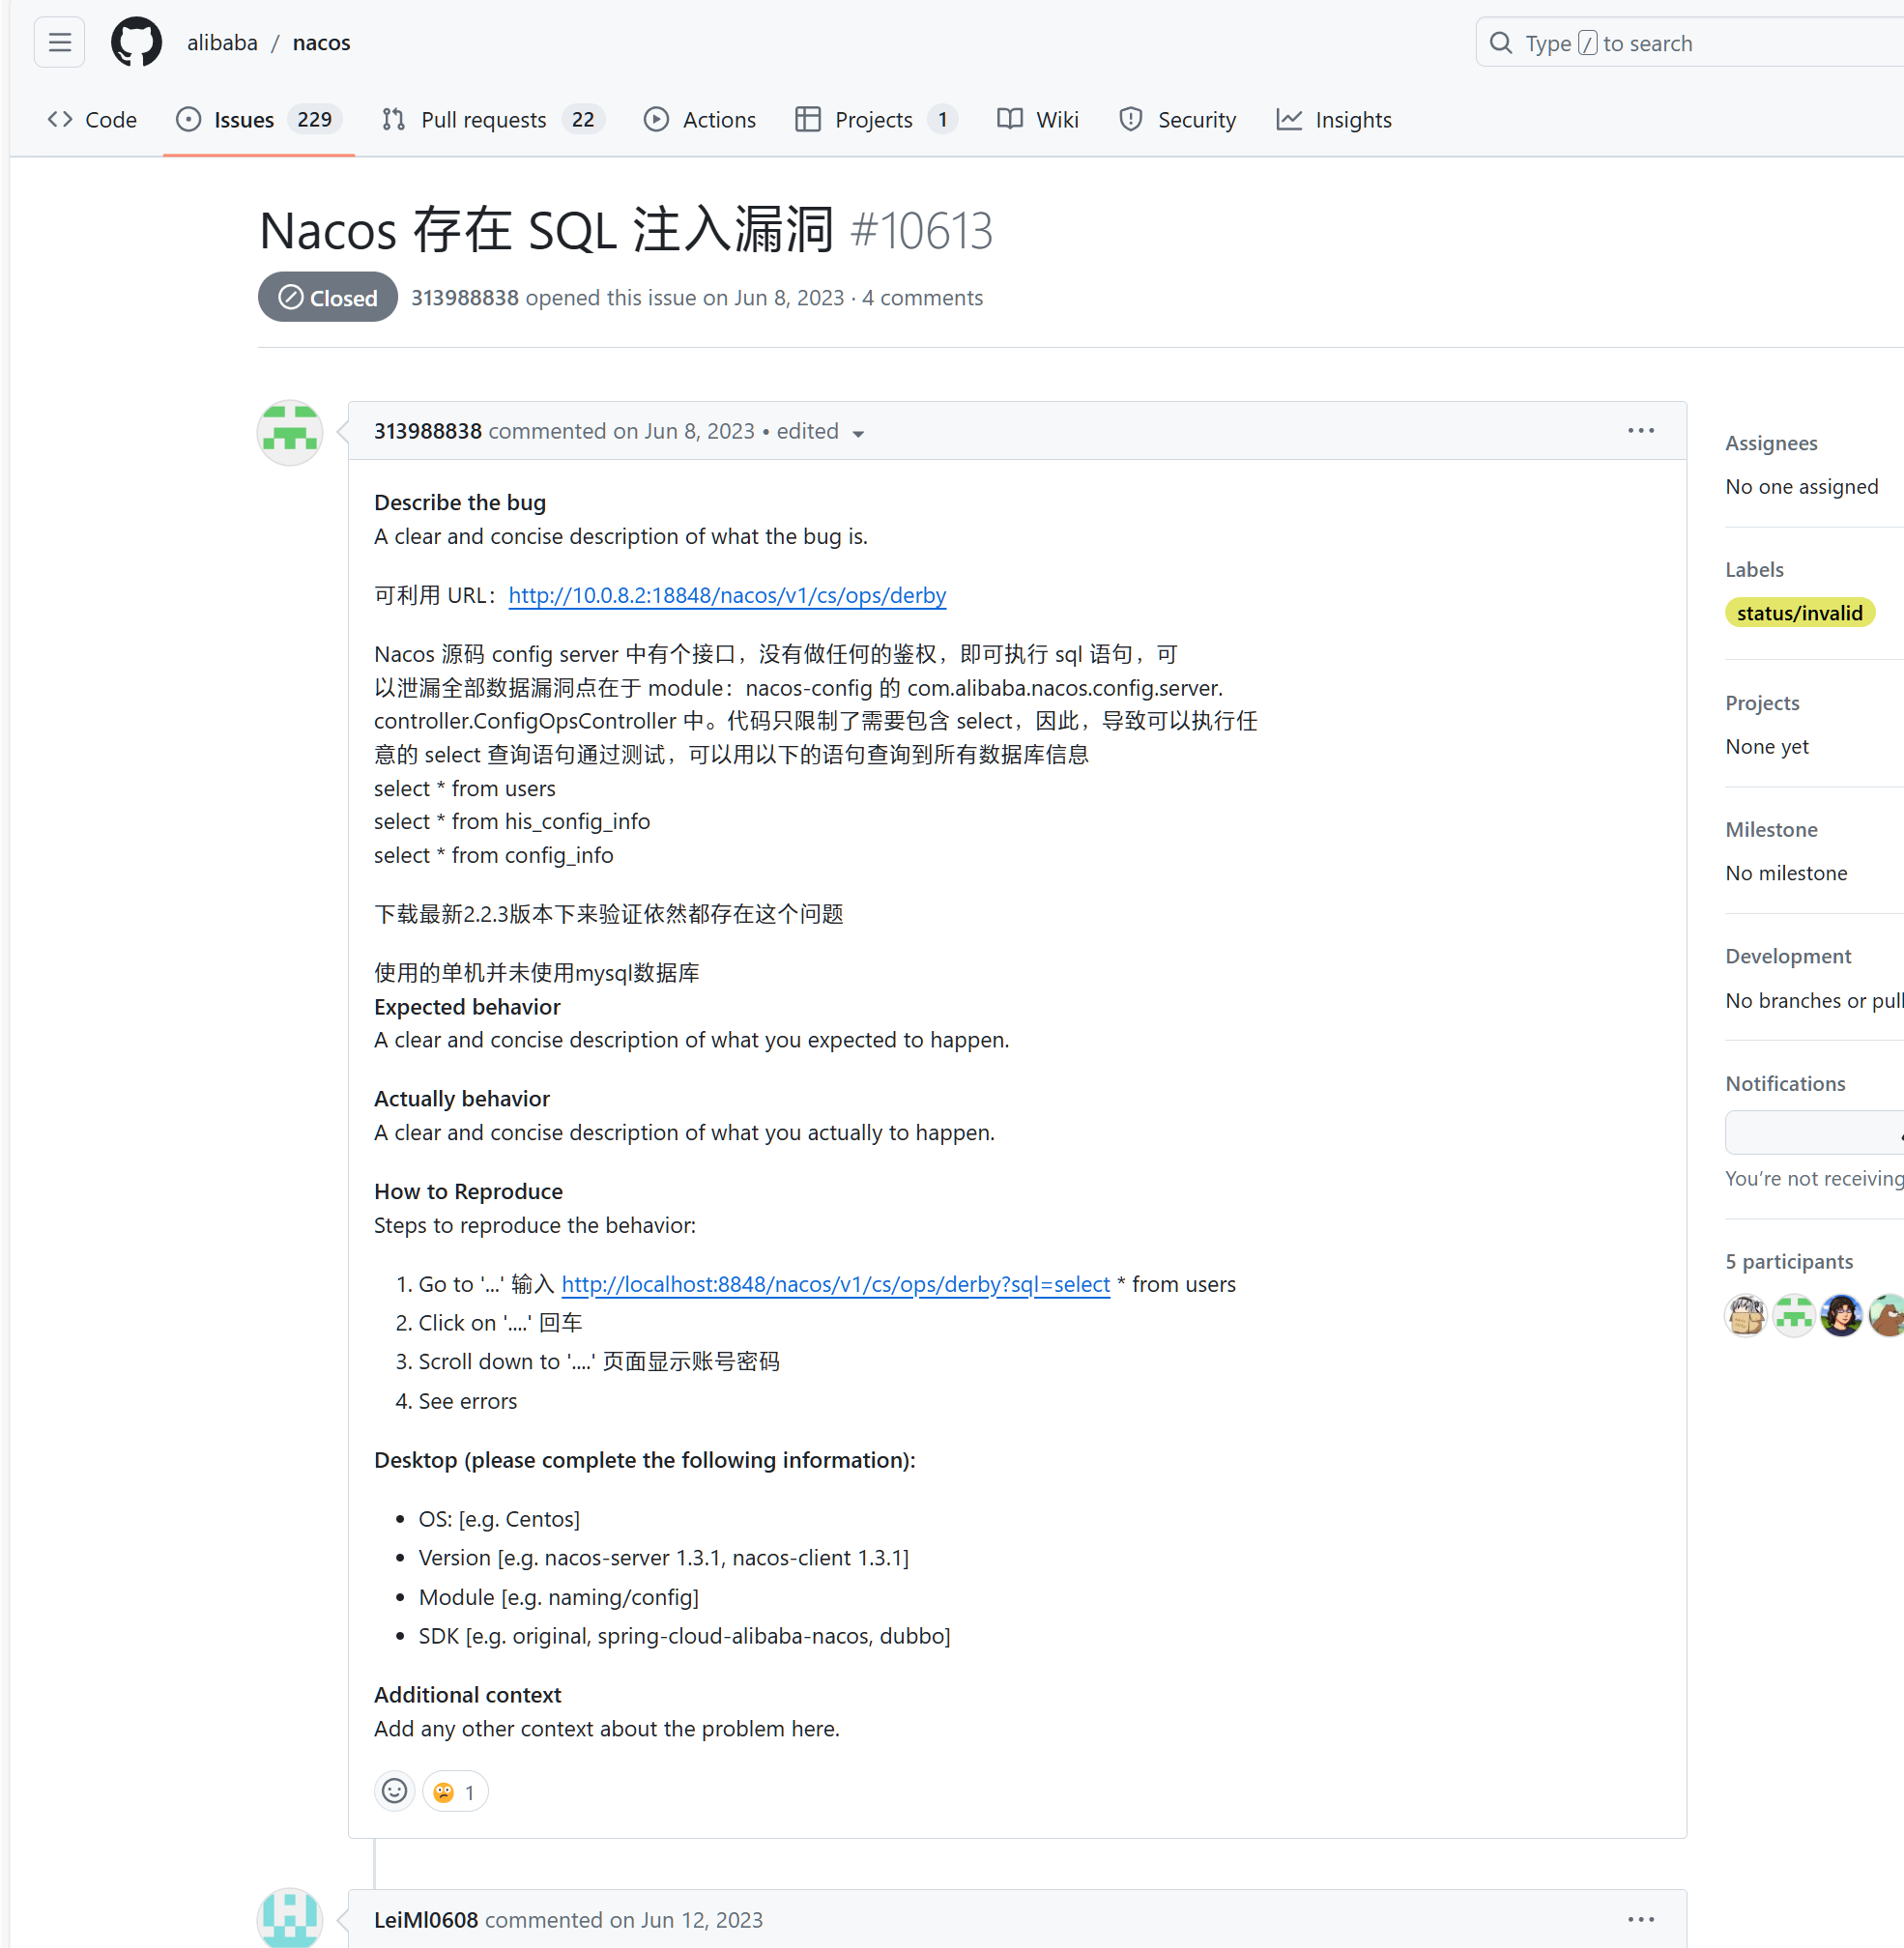 alibaba / nacos
Type / to search
Code
Issues 229
Pull requests 22
Actions
Projects 1
Wiki
Security
Insights
Nacos 存在 SQL 注入漏洞 #10613
Closed 313988838 opened this issue on Jun 8, 2023 · 4 comments
313988838 commented on Jun 8, 2023 • edited
Describe the bug
A clear and concise description of what the bug is.
可利用 URL：http://10.0.8.2:18848/nacos/v1/cs/ops/derby
Nacos 源码 config server 中有个接口，没有做任何的鉴权，即可执行 sql 语句，可
以泄漏全部数据漏洞点在于 module：nacos-config 的 com.alibaba.nacos.config.server.
controller.ConfigOpsController 中。代码只限制了需要包含 select，因此，导致可以执行任
意的 select 查询语句通过测试，可以用以下的语句查询到所有数据库信息
select * from users
select * from his_config_info
select * from config_info
下载最新2.2.3版本下来验证依然都存在这个问题
使用的单机并未使用mysql数据库
Expected behavior
A clear and concise description of what you expected to happen.
Actually behavior
A clear and concise description of what you actually to happen.
How to Reproduce
Steps to reproduce the behavior:
1. Go to '...' 输入 http://localhost:8848/nacos/v1/cs/ops/derby?sql=select * from users
2. Click on '....' 回车
3. Scroll down to '....' 页面显示账号密码
4. See errors
Desktop (please complete the following information):
• OS: [e.g. Centos]
• Version [e.g. nacos-server 1.3.1, nacos-client 1.3.1]
• Module [e.g. naming/config]
• SDK [e.g. original, spring-cloud-alibaba-nacos, dubbo]
Additional context
Add any other context about the problem here.
1
LeiMl0608 commented on Jun 12, 2023
Assignees
No one assigned
Labels
status/invalid
Projects
None yet
Milestone
No milestone
Development
No branches or pull
Notifications
You're not receiving
5 participants